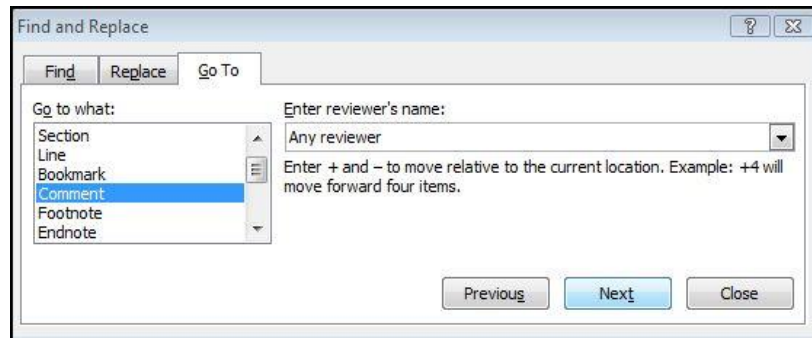 Find and Replace
Find Replace Go To
Go to what:
Section
Line
Bookmark
Comment
Footnote
Endnote
Enter reviewer's name:
Any reviewer
Enter + and – to move relative to the current location. Example: +4 will
move forward four items.
Previous Next Close